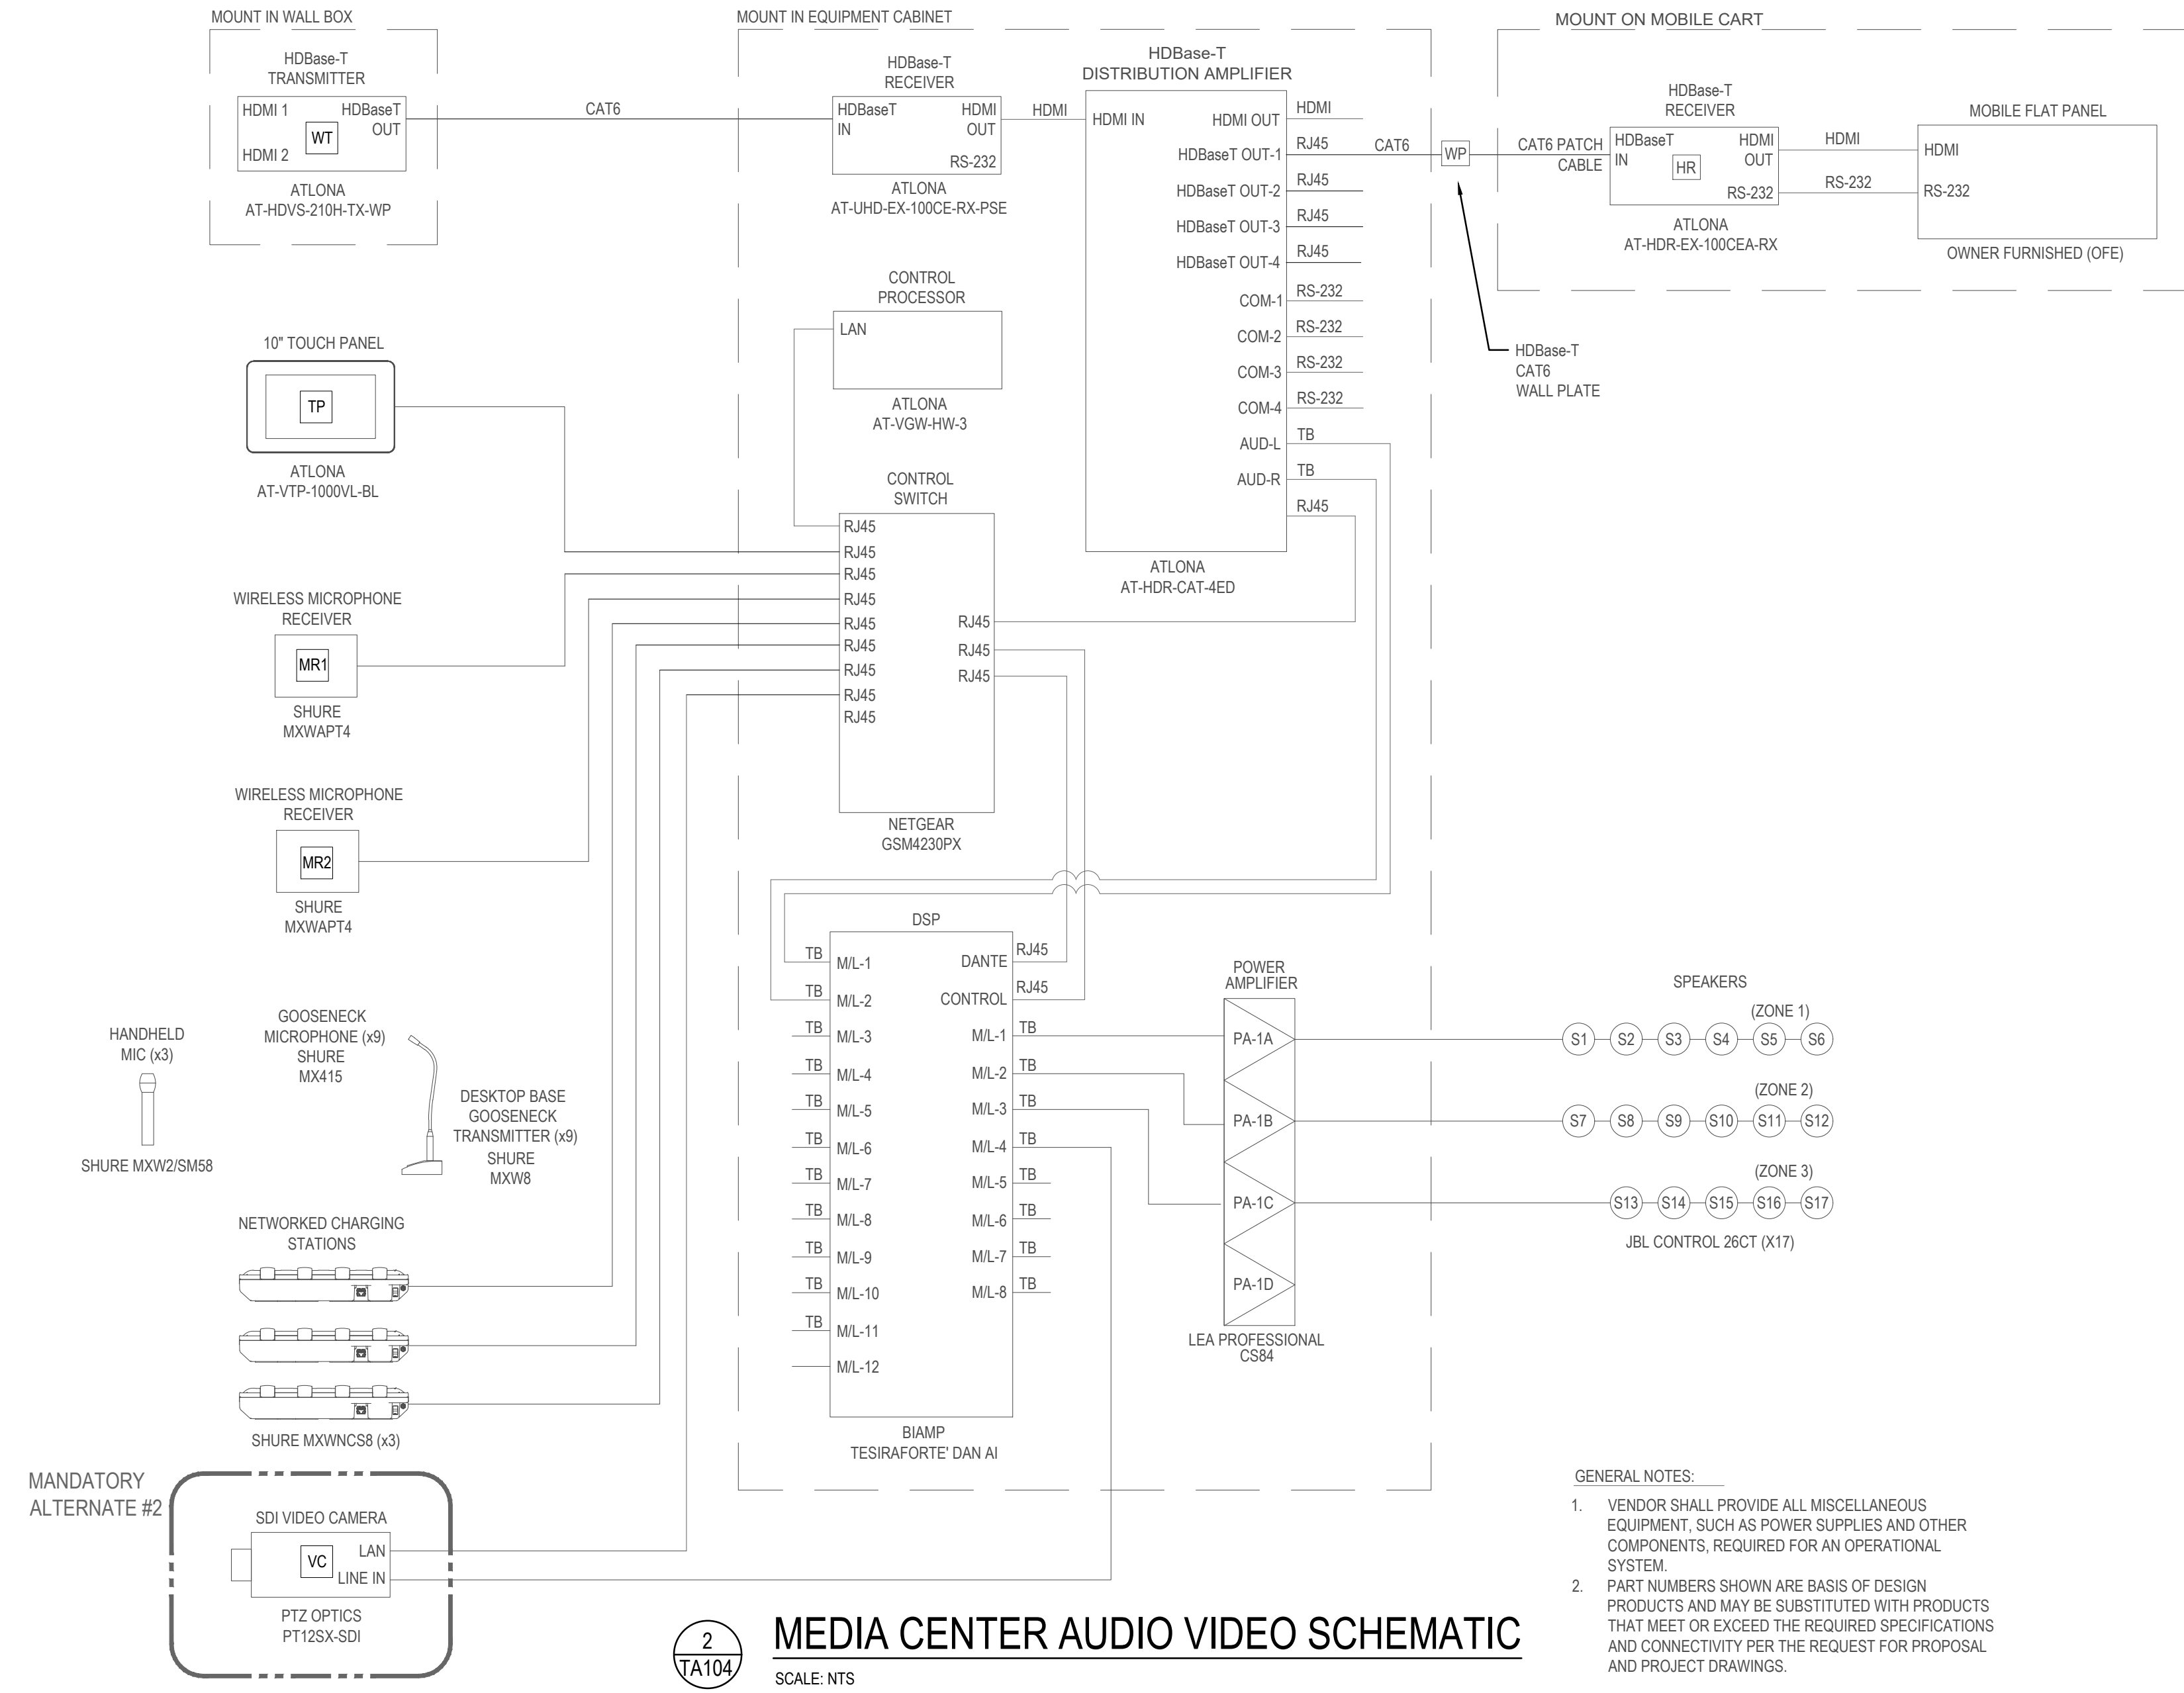 MOUNT IN WALL BOX
HDBase-T
TRANSMITTER
HDMI 1
HDBaseT
OUT
WT
HDMI 2
ATLONA
AT-HDVS-210H-TX-WP
CAT6
MOUNT IN EQUIPMENT CABINET
HDBase-T
RECEIVER
HDBaseT
IN
HDMI
OUT
RS-232
ATLONA
AT-UHD-EX-100CE-RX-PSE
HDMI
HDBase-T
DISTRIBUTION AMPLIFIER
HDMI IN
HDMI OUT
HDMI
HDBaseT OUT-1
RJ45
HDBaseT OUT-2
RJ45
HDBaseT OUT-3
RJ45
HDBaseT OUT-4
RJ45
COM-1
RS-232
COM-2
RS-232
COM-3
RS-232
COM-4
RS-232
AUD-L
TB
AUD-R
TB
RJ45
ATLONA
AT-HDR-CAT-4ED
CAT6
WP
HDBase-T
CAT6
WALL PLATE
MOUNT ON MOBILE CART
CAT6 PATCH
CABLE
HDBase-T
RECEIVER
HDBaseT
IN
HR
HDMI
OUT
RS-232
ATLONA
AT-HDR-EX-100CEA-RX
HDMI
RS-232
MOBILE FLAT PANEL
HDMI
RS-232
OWNER FURNISHED (OFE)
CONTROL
PROCESSOR
LAN
ATLONA
AT-VGW-HW-3
10" TOUCH PANEL
TP
ATLONA
AT-VTP-1000VL-BL
CONTROL
SWITCH
RJ45
RJ45
RJ45
RJ45
RJ45
RJ45
RJ45
RJ45
RJ45
RJ45
RJ45
RJ45
NETGEAR
GSM4230PX
WIRELESS MICROPHONE
RECEIVER
MR1
SHURE
MXWAPT4
WIRELESS MICROPHONE
RECEIVER
MR2
SHURE
MXWAPT4
DSP
TB
M/L-1
TB
M/L-2
TB
M/L-3
TB
M/L-4
TB
M/L-5
TB
M/L-6
TB
M/L-7
TB
M/L-8
TB
M/L-9
TB
M/L-10
TB
M/L-11
M/L-12
DANTE
RJ45
CONTROL
RJ45
M/L-1
TB
M/L-2
TB
M/L-3
TB
M/L-4
TB
M/L-5
TB
M/L-6
TB
M/L-7
TB
M/L-8
TB
BIAMP
TESIRAFORTE' DAN AI
POWER
AMPLIFIER
PA-1A
PA-1B
PA-1C
PA-1D
LEA PROFESSIONAL
CS84
SPEAKERS
(ZONE 1)
S1 S2 S3 S4 S5 S6
(ZONE 2)
S7 S8 S9 S10 S11 S12
(ZONE 3)
S13 S14 S15 S16 S17
JBL CONTROL 26CT (X17)
HANDHELD
MIC (x3)
SHURE MXW2/SM58
GOOSENECK
MICROPHONE (x9)
SHURE
MX415
DESKTOP BASE
GOOSENECK
TRANSMITTER (x9)
SHURE
MXW8
NETWORKED CHARGING
STATIONS
SHURE MXWNCS8 (x3)
MANDATORY
ALTERNATE #2
SDI VIDEO CAMERA
VC
LAN
LINE IN
PTZ OPTICS
PT12SX-SDI
GENERAL NOTES:
1. VENDOR SHALL PROVIDE ALL MISCELLANEOUS
EQUIPMENT, SUCH AS POWER SUPPLIES AND OTHER
COMPONENTS, REQUIRED FOR AN OPERATIONAL
SYSTEM.
2. PART NUMBERS SHOWN ARE BASIS OF DESIGN
PRODUCTS AND MAY BE SUBSTITUTED WITH PRODUCTS
THAT MEET OR EXCEED THE REQUIRED SPECIFICATIONS
AND CONNECTIVITY PER THE REQUEST FOR PROPOSAL
AND PROJECT DRAWINGS.
2
TA104
MEDIA CENTER AUDIO VIDEO SCHEMATIC
SCALE: NTS